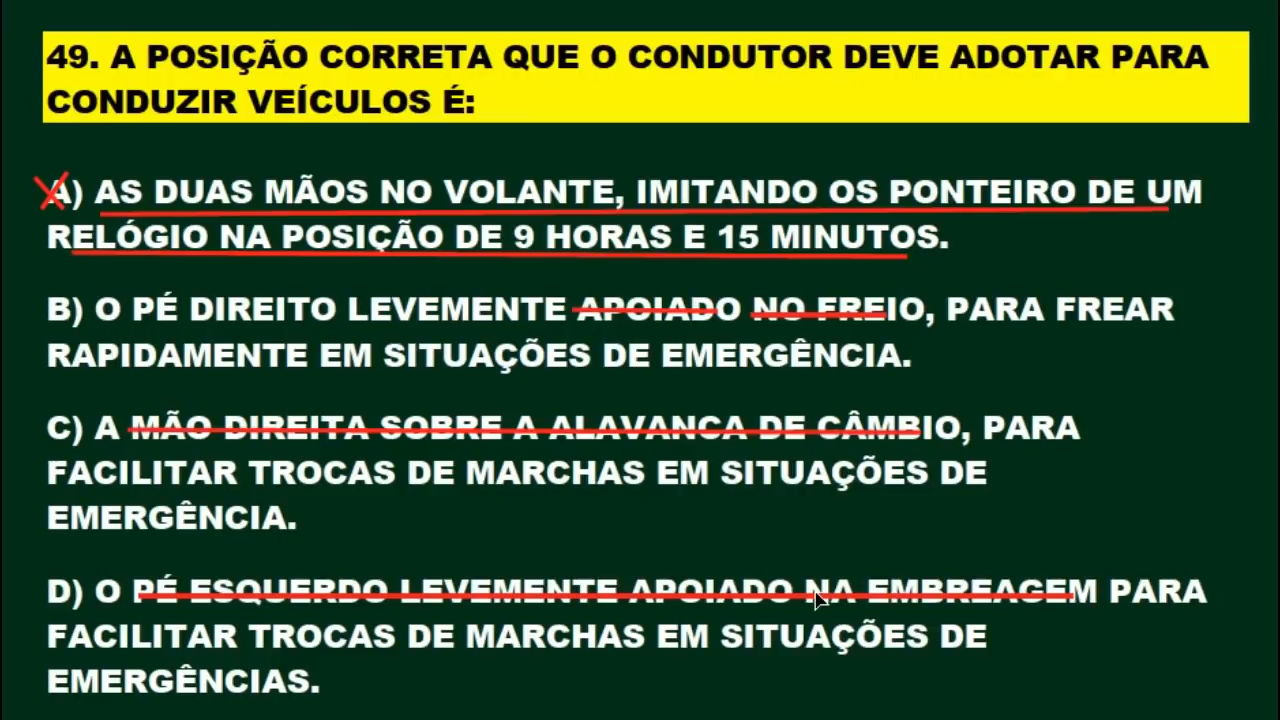 49. A POSIÇÃO CORRETA QUE O CONDUTOR DEVE ADOTAR PARA
CONDUZIR VEÍCULOS É:
A) AS DUAS MÃOS NO VOLANTE, IMITANDO OS PONTEIRO DE UM
RELÓGIO NA POSIÇÃO DE 9 HORAS E 15 MINUTOS.
B) O PÉ DIREITO LEVEMENTE APOIADO NO FREIO, PARA FREAR
RAPIDAMENTE EM SITUAÇÕES DE EMERGÊNCIA.
C) A MÃO DIREITA SOBRE A ALAVANCA DE CÂMBIO, PARA
FACILITAR TROCAS DE MARCHAS EM SITUAÇÕES DE
EMERGÊNCIA.
D) O PÉ ESQUERDO LEVEMENTE APOIADO NA EMBREAGEM PARA
FACILITAR TROCAS DE MARCHAS EM SITUAÇÕES DE
EMERGÊNCIAS.